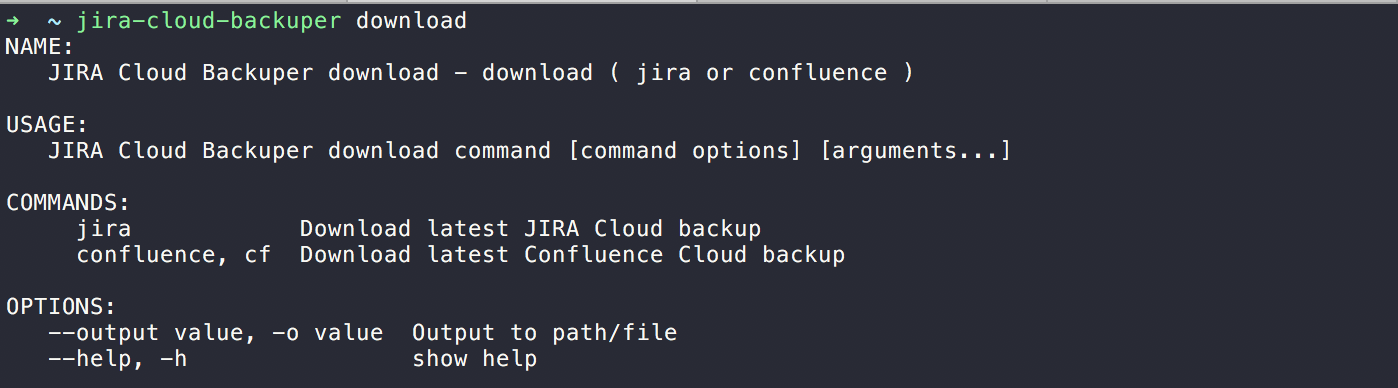 ➜ ~ jira-cloud-backuper download
NAME:
JIRA Cloud Backuper download - download ( jira or confluence )
USAGE:
JIRA Cloud Backuper download command [command options] [arguments...]
COMMANDS:
jira Download latest JIRA Cloud backup
confluence, cf Download latest Confluence Cloud backup
OPTIONS:
--output value, -o value Output to path/file
--help, -h show help